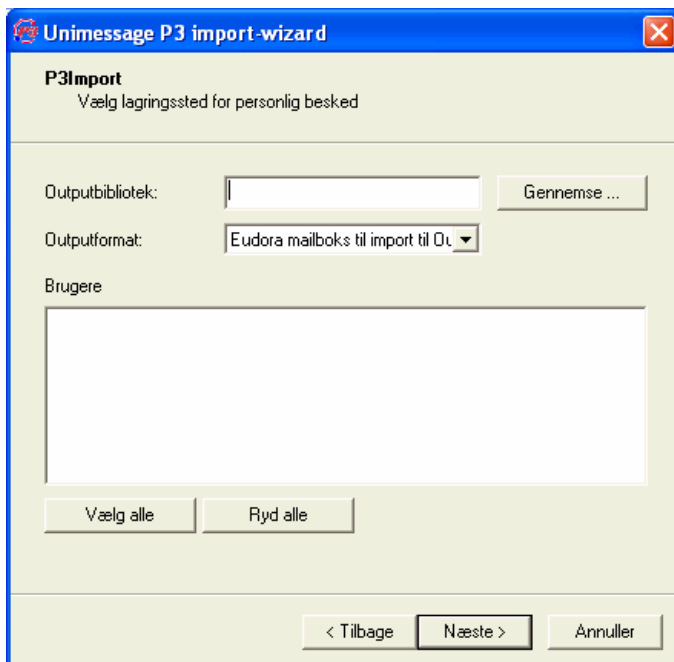 Unimessage P3 import-wizard
P3Import
Vælg lagringssted for personlig besked
Outputbibliotek:
Gennemse ...
Outputformat:
Eudora mailboks til import til Ou
Brugere
Vælg alle
Ryd alle
< Tilbage
Næste >
Annuller